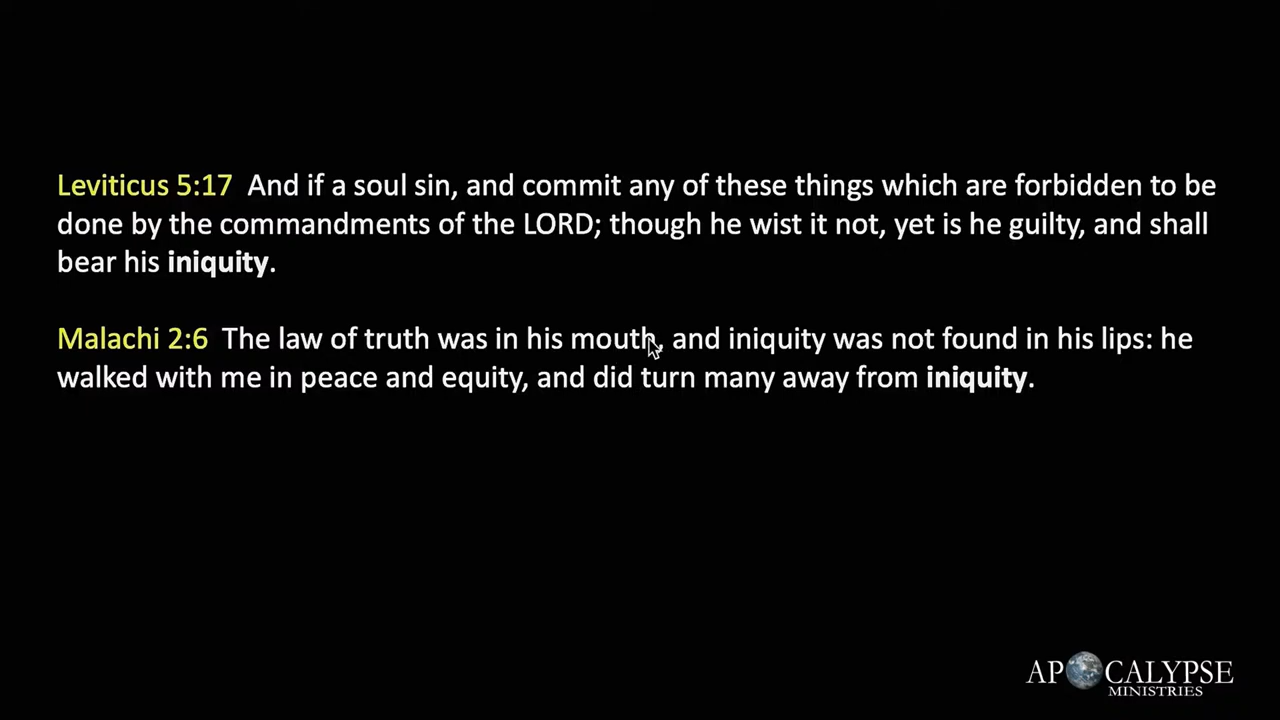 Leviticus 5:17 And if a soul sin, and commit any of these things which are forbidden to be
done by the commandments of the LORD; though he wist it not, yet is he guilty, and shall
bear his iniquity.
Malachi 2:6 The law of truth was in his mouth, and iniquity was not found in his lips: he
walked with me in peace and equity, and did turn many away from iniquity.
APOCALYPSE
MINISTRIES